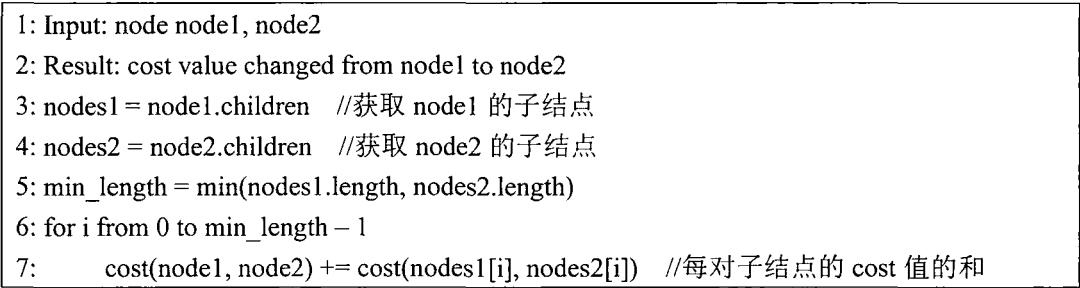 1: Input: node node1, node2
2: Result: cost value changed from node1 to node2
3: nodes1 = node1.children //获取 node1 的子结点
4: nodes2 = node2.children //获取 node2 的子结点
5: min_length = min(nodes1.length, nodes2.length)
6: for i from 0 to min_length – 1
7: cost(node1, node2) += cost(nodes1[i], nodes2[i]) //每对子结点的 cost 值的和